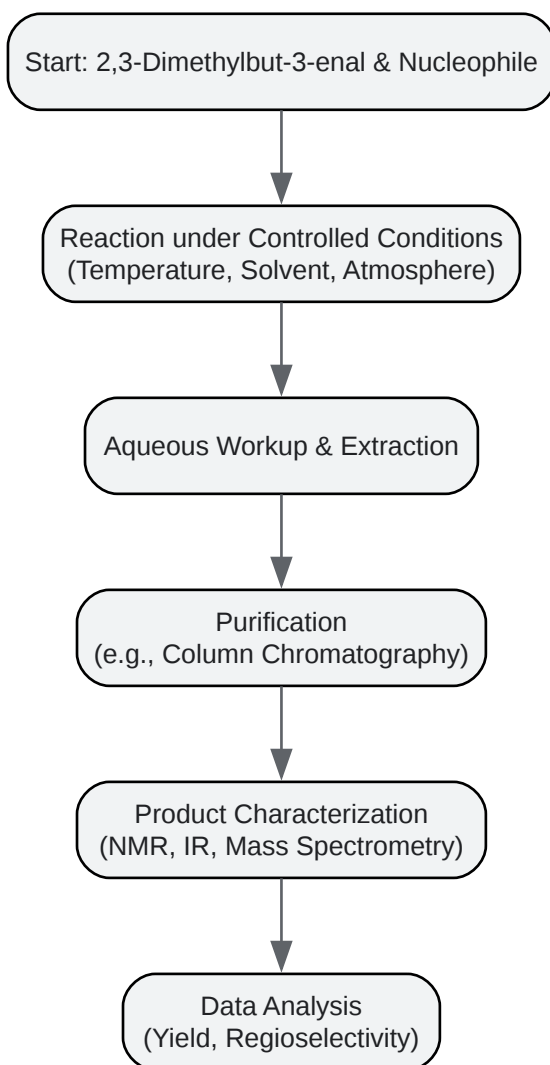 Start: 2,3-Dimethylbut-3-enal & Nucleophile
Reaction under Controlled Conditions
(Temperature, Solvent, Atmosphere)
Aqueous Workup & Extraction
Purification
(e.g., Column Chromatography)
Product Characterization
(NMR, IR, Mass Spectrometry)
Data Analysis
(Yield, Regioselectivity)